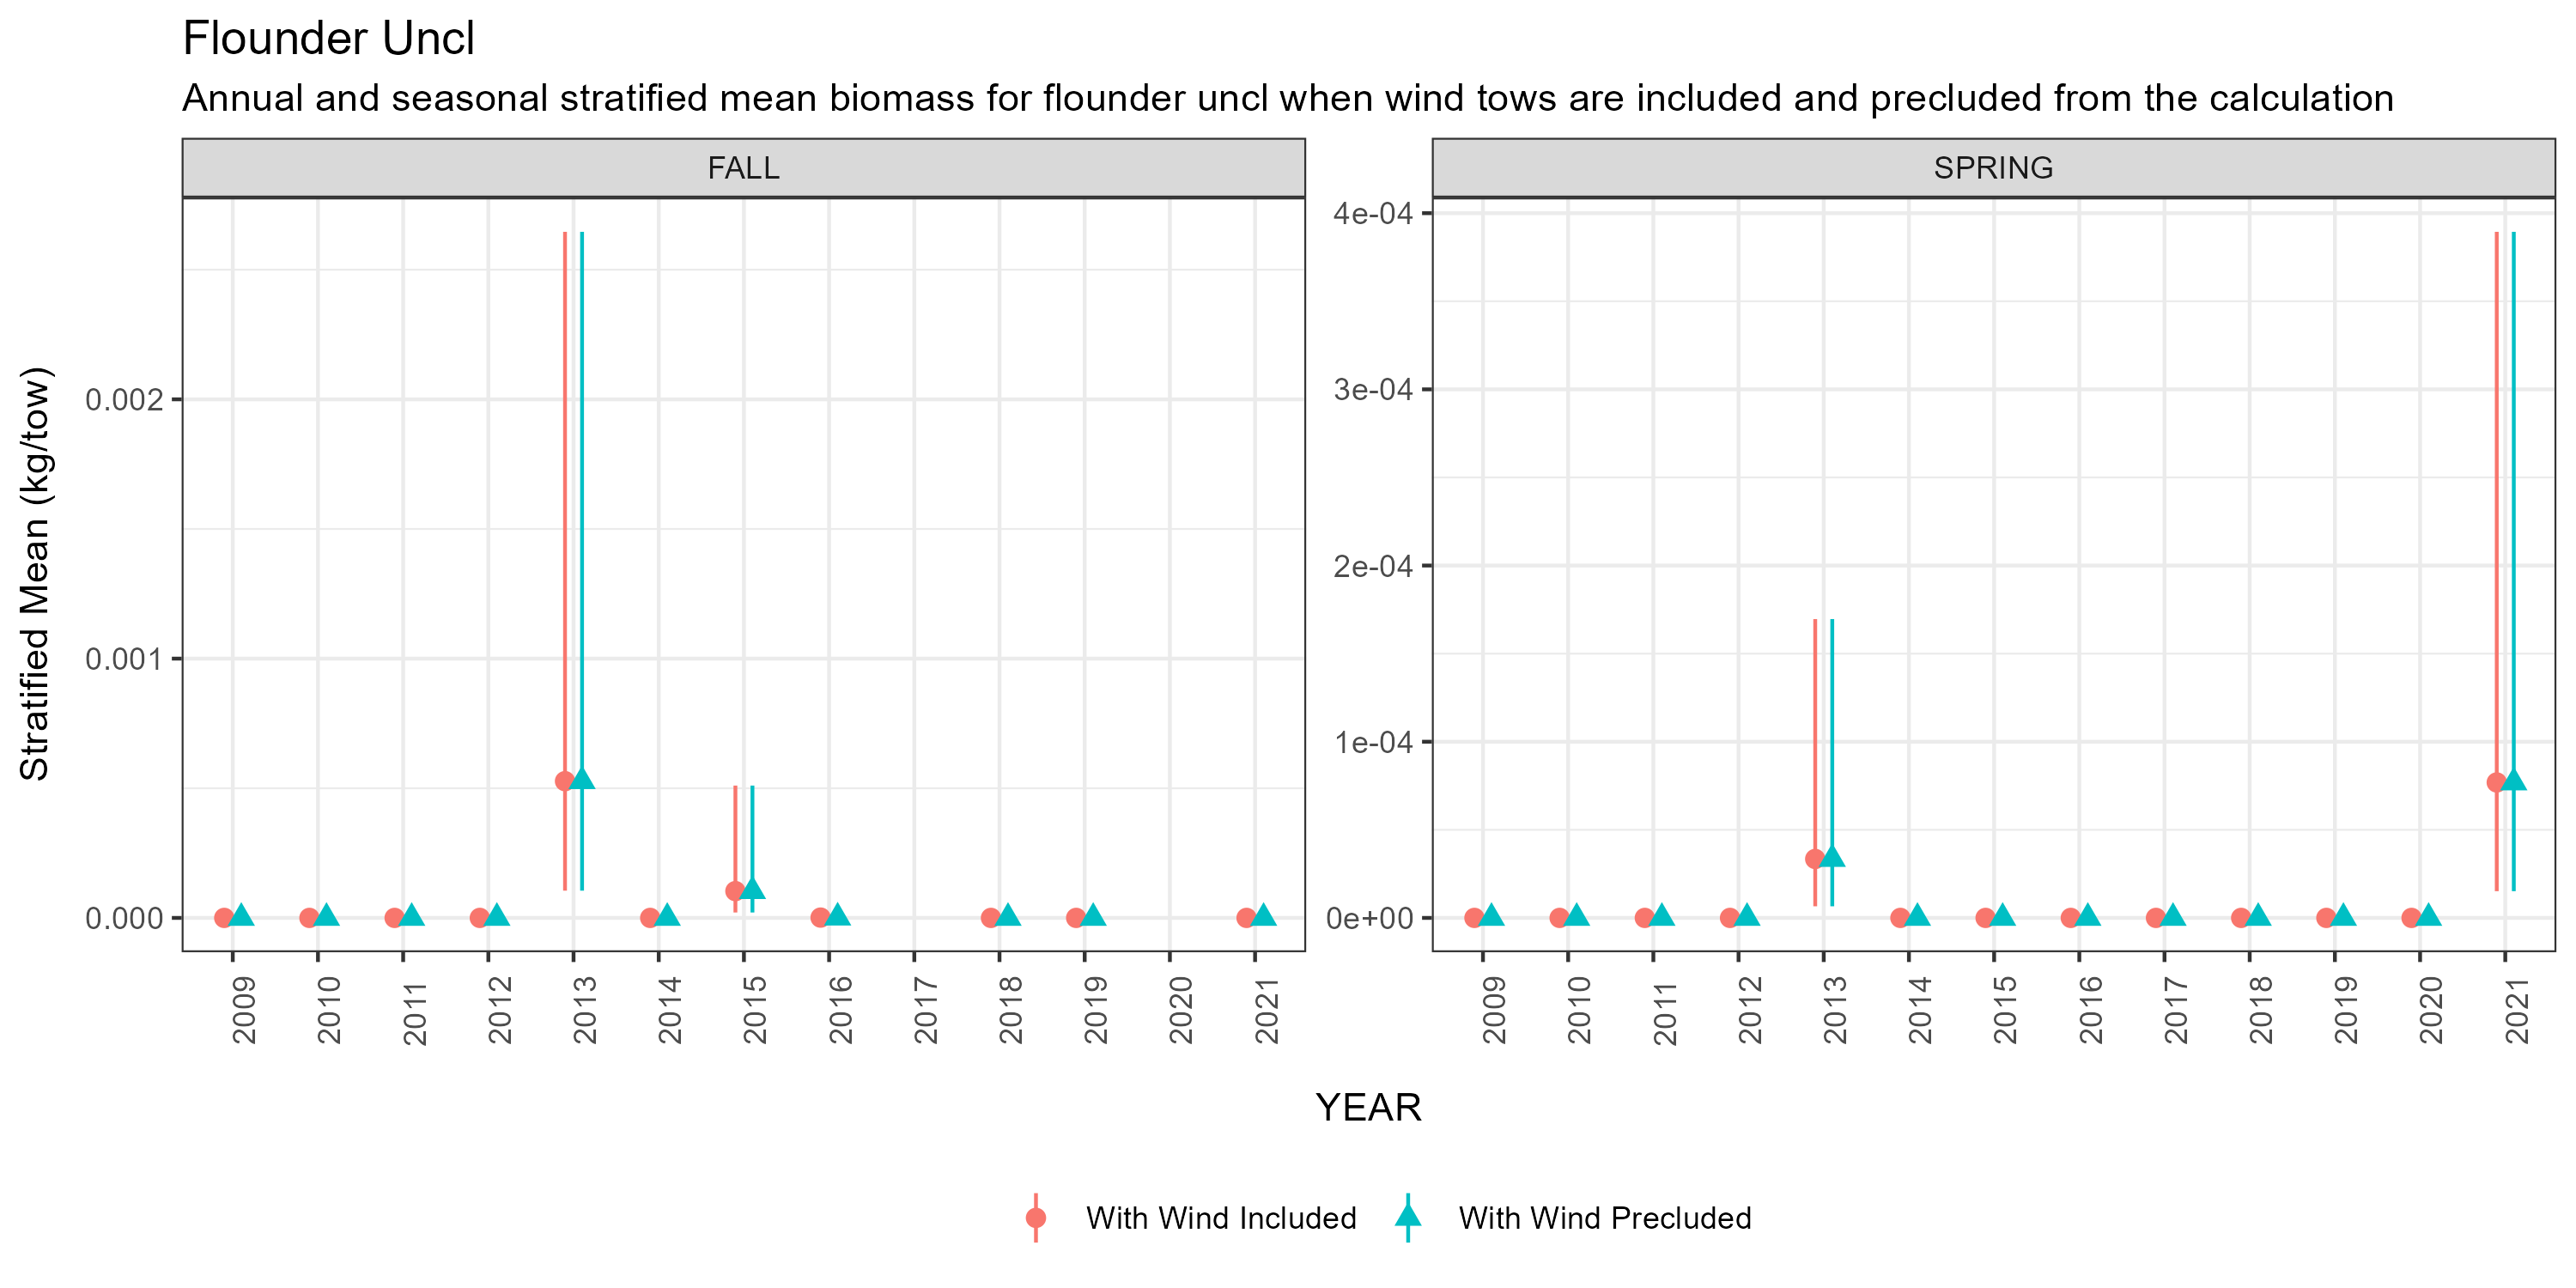 Flounder Uncl
Annual and seasonal stratified mean biomass for flounder uncl when wind tows are included and precluded from the calculation
FALL
SPRING
Stratified Mean (kg/tow)
0.002
0.001
0.000
4e-04
3e-04
2e-04
1e-04
0e+00
2009 2010 2011 2012 2013 2014 2015 2016 2017 2018 2019 2020 2021
2009 2010 2011 2012 2013 2014 2015 2016 2017 2018 2019 2020 2021
YEAR
With Wind Included With Wind Precluded